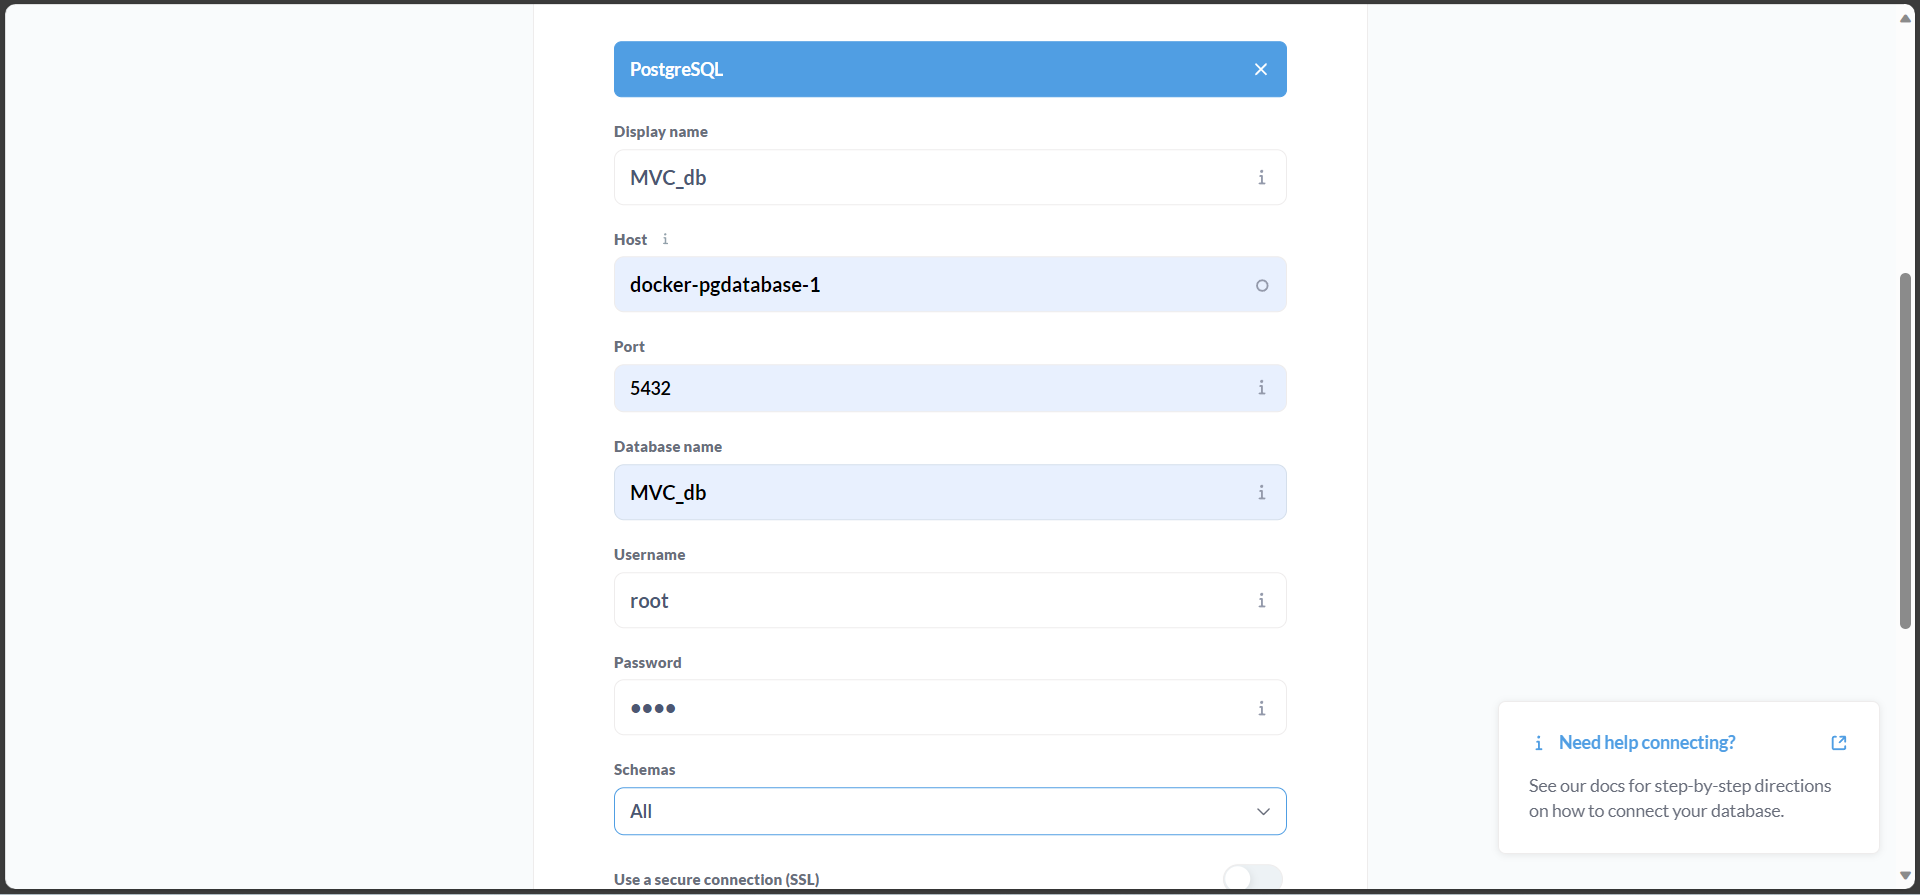 PostgreSQL
Display name
MVC_db
Host
docker-pgdatabase-1
Port
5432
Database name
MVC_db
Username
root
Password
••••
Schemas
All
Use a secure connection (SSL)
Need help connecting?
See our docs for step-by-step directions
on how to connect your database.